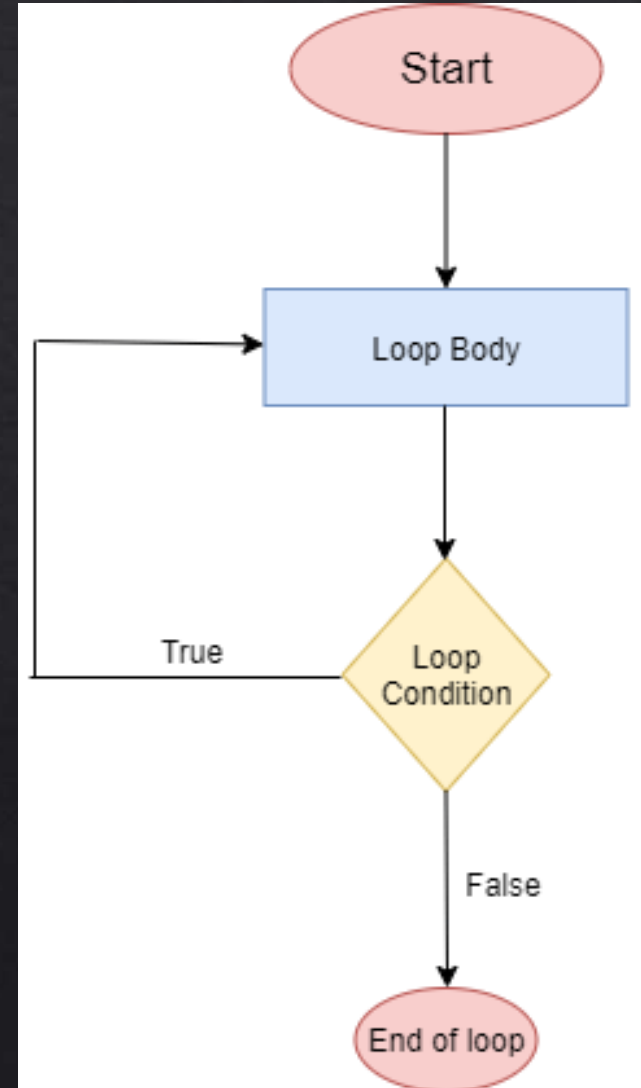 Start
Loop Body
True
Loop
Condition
False
End of loop